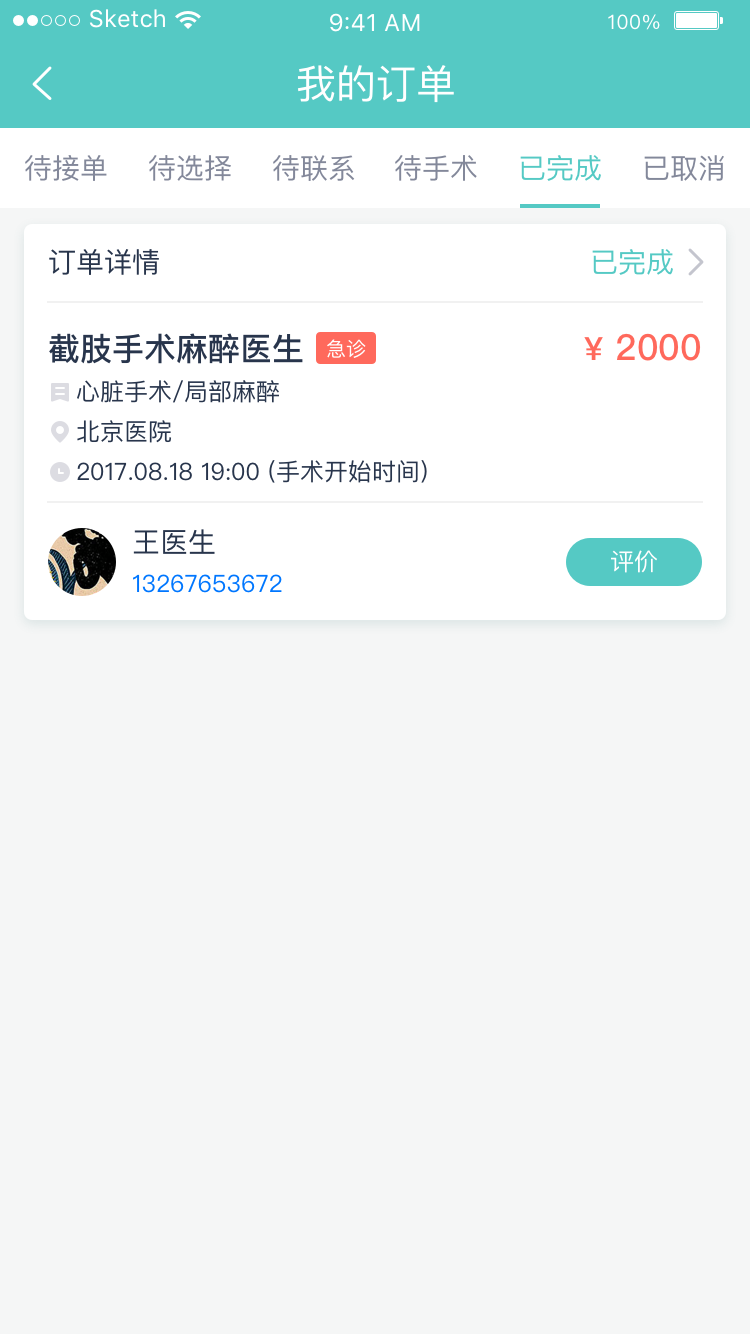 Sketch 9:41 AM 100%
我的订单
待接单 待选择 待联系 待手术 已完成 已取消
订单详情 已完成
截肢手术麻醉医生 急诊 ¥ 2000
心脏手术/局部麻醉
北京医院
2017.08.18 19:00 (手术开始时间)
王医生
13267653672
评价